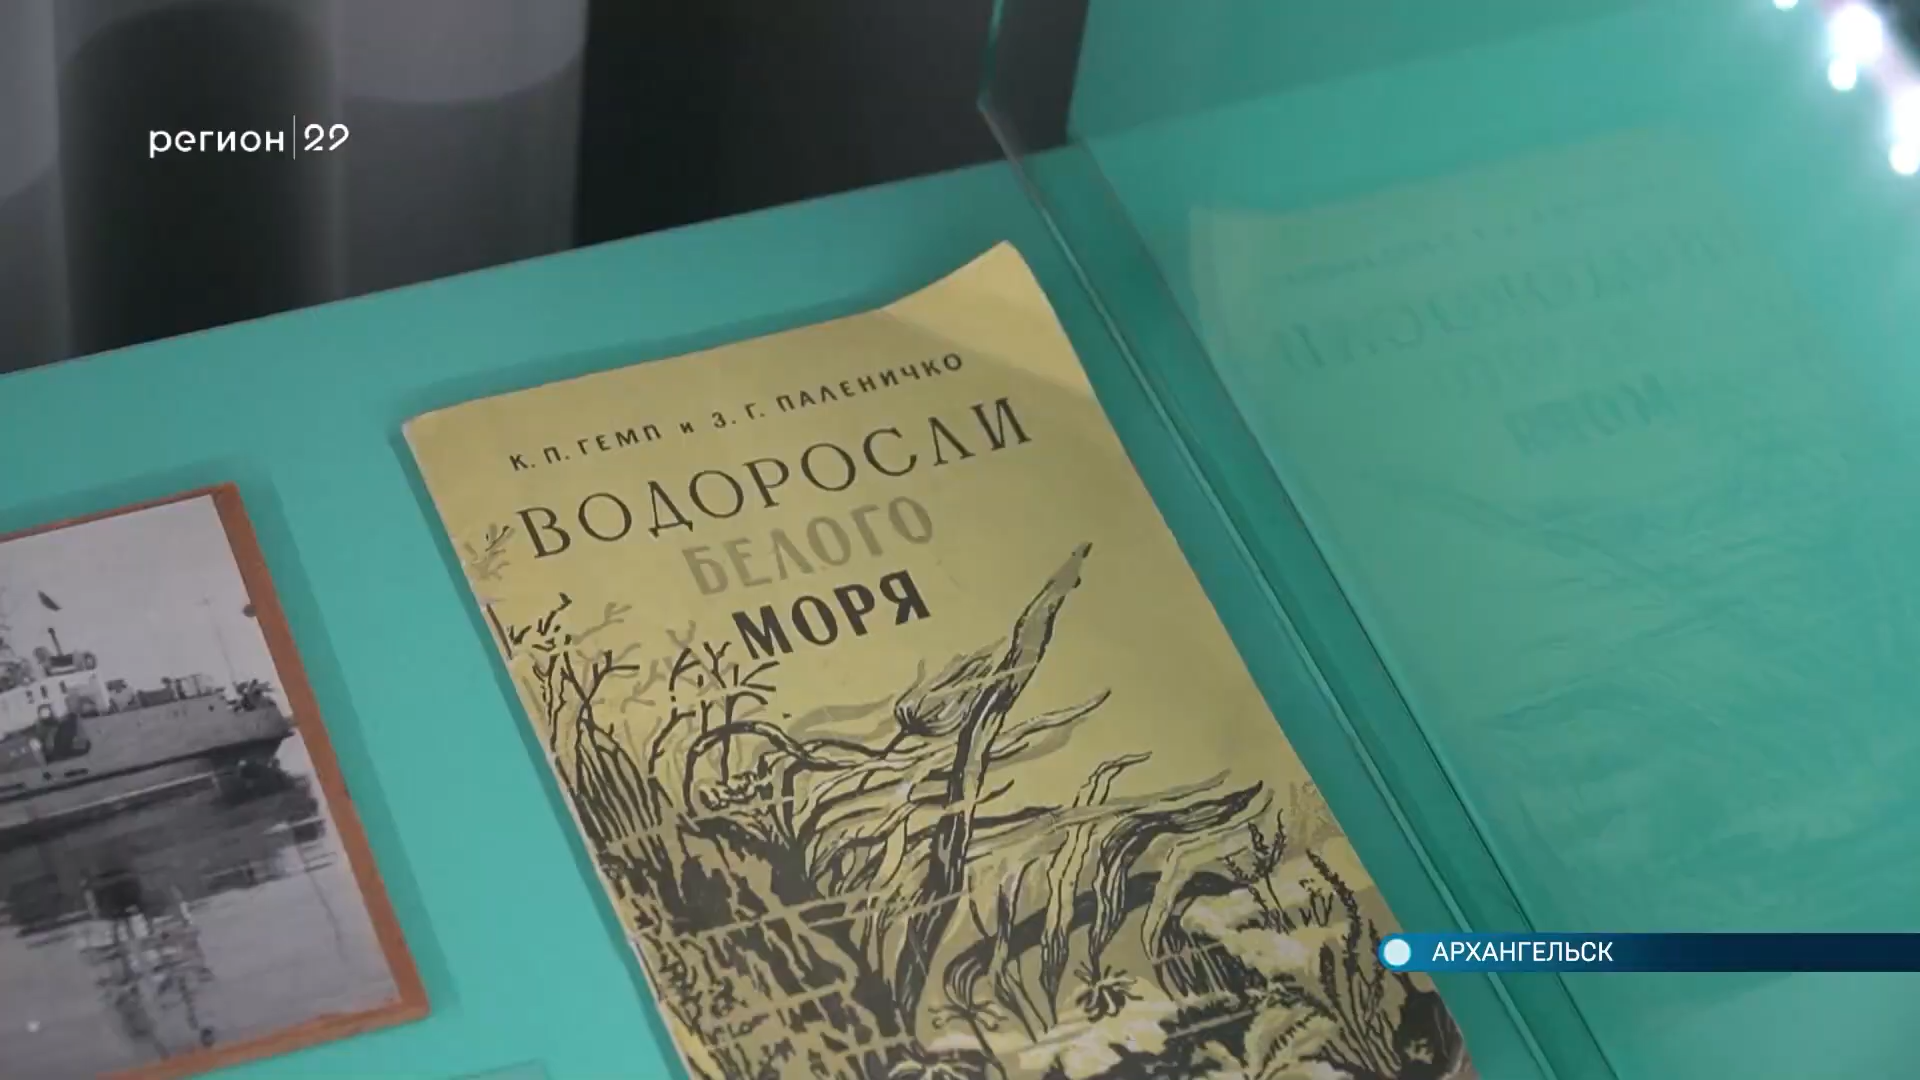 регион|29
К. П. ГЕМП и З. Г. ПАЛЕНИЧКО
ВОДОРОСЛИ
БЕЛОГО
МОРЯ
АРХАНГЕЛЬСК